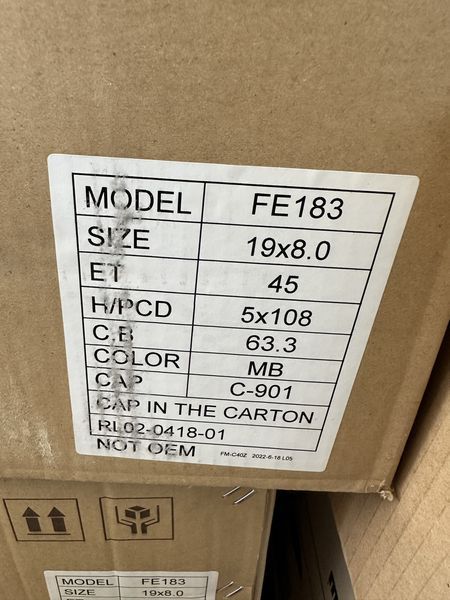 MODEL FE183
SIZE 19x8.0
ET 45
H/PCD 5x108
C,B 63.3
COLOR MB
CAP C-901
CAP IN THE CARTON
RL02-0418-01
NOT OEM FM-C40Z 2022-6-18 L05
MODEL FE183
SIZE 19x8.0